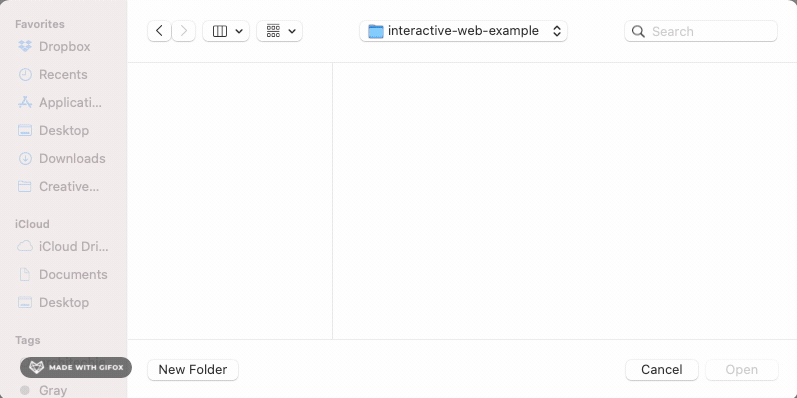 Favorites
Dropbox
Recents
Applicati...
Desktop
Downloads
Creative...
iCloud
iCloud Dri...
Documents
Desktop
Tags
Gray
MADE WITH GIFOX
interactive-web-example
Search
New Folder
Cancel
Open